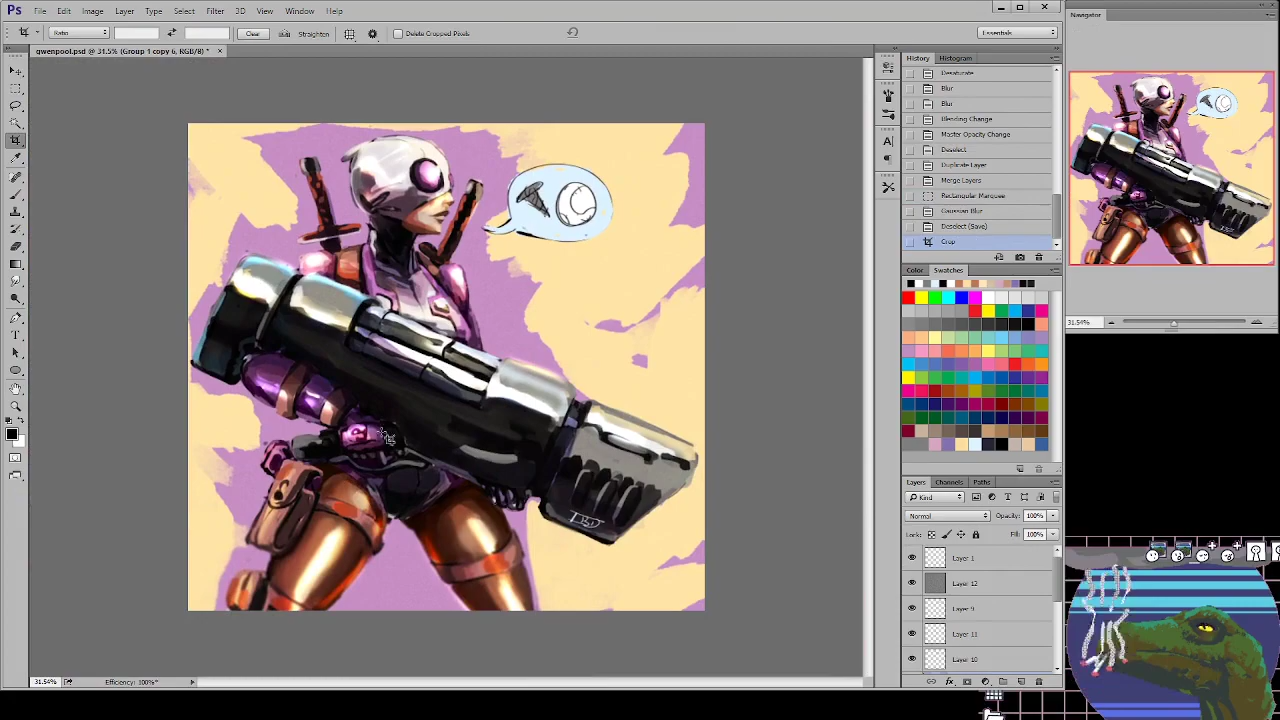 Ps File Edit Image Layer Type Select Filter 3D View Window Help
Ratio Clear Straighten Delete Cropped Pixels Essentials
gwenpool.psd @ 31.5% (Group 1 copy 6, RGB/8) * ×
Navigator
31.54%
History Histogram
Desaturate
Blur
Blur
Blending Change
Master Opacity Change
Deselect
Duplicate Layer
Merge Layers
Rectangular Marquee
Gaussian Blur
Deselect (Save)
Crop
Color Swatches
Layers Channels Paths
Kind
Normal Opacity: 100%
Lock: Fill: 100%
Layer 1
Layer 12
Layer 9
Layer 11
Layer 10
fx
31.54% Efficiency: 100%*